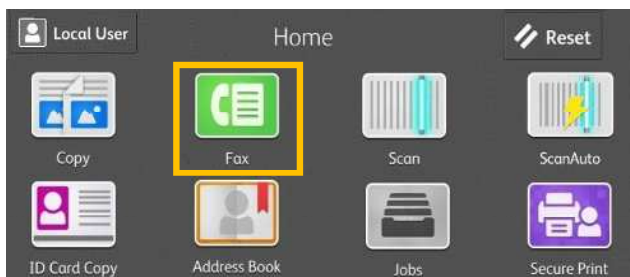 Local User Home Reset
Copy Fax Scan ScanAuto
ID Card Copy Address Book Jobs Secure Print